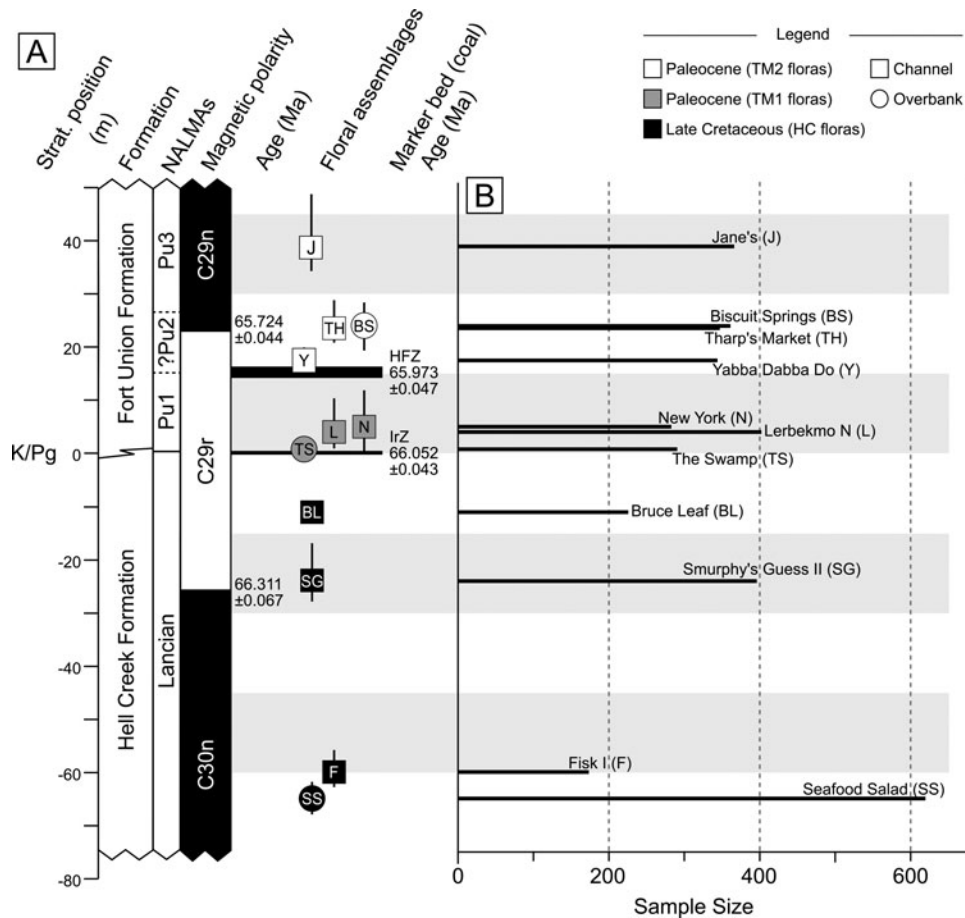 A
Strat. position
(m)
Formation
NALMAs
Magnetic polarity
Age (Ma)
Floral assemblages
Marker bed (coal)
Age (Ma)
Legend
Paleocene (TM2 floras)
Channel
Paleocene (TM1 floras)
Overbank
Late Cretaceous (HC floras)
40
20
K/Pg 0
-20
-40
-60
-80
Fort Union Formation
Hell Creek Formation
Pu3
?Pu2
Pu1
Lancian
C29n
C29r
C30n
65.724
±0.044
66.311
±0.067
J
TH
BS
Y
L
N
TS
BL
SG
F
SS
HFZ
65.973
±0.047
IrZ
66.052
±0.043
B
Jane's (J)
Biscuit Springs (BS)
Tharp's Market (TH)
Yabba Dabba Do (Y)
New York (N)
Lerbekmo N (L)
The Swamp (TS)
Bruce Leaf (BL)
Smurphy's Guess II (SG)
Fisk I (F)
Seafood Salad (SS)
0 200 400 600
Sample Size